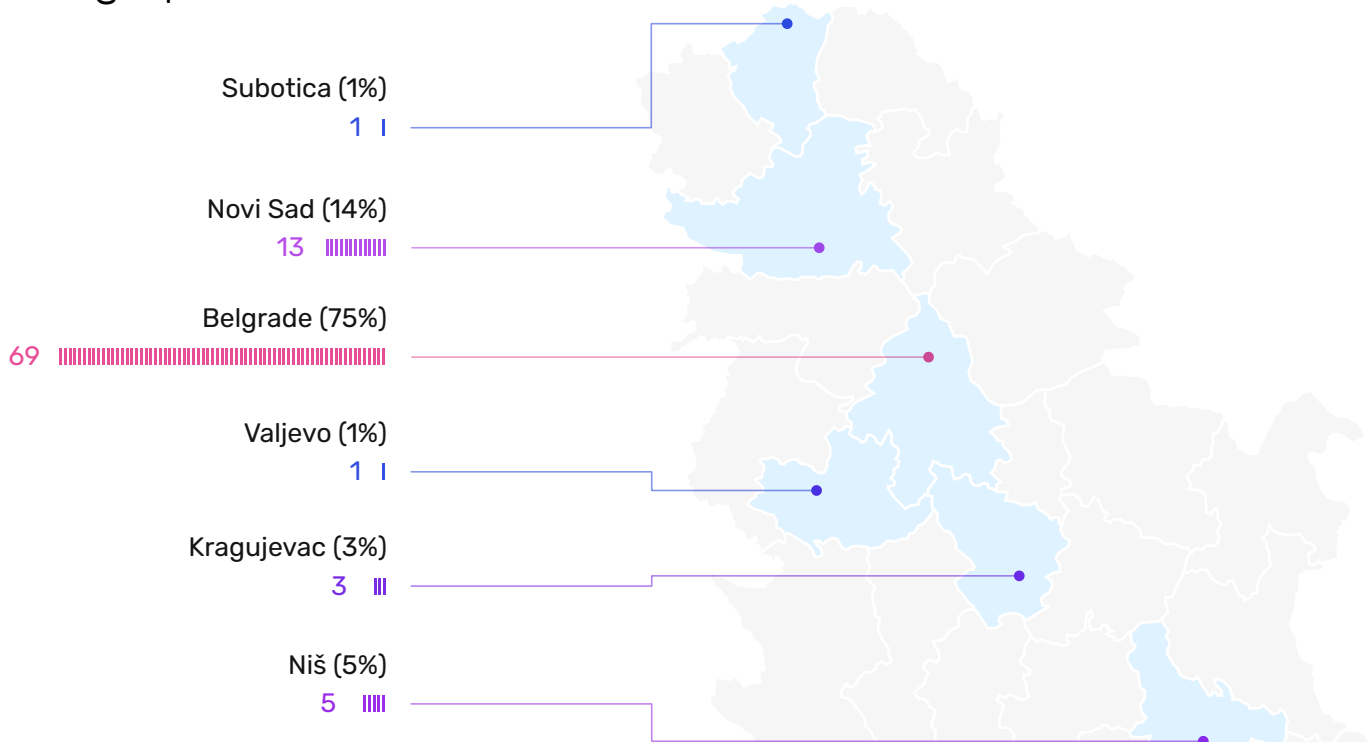 Subotica (1%)
1
Novi Sad (14%)
13
Belgrade (75%)
69
Valjevo (1%)
1
Kragujevac (3%)
3
Niš (5%)
5